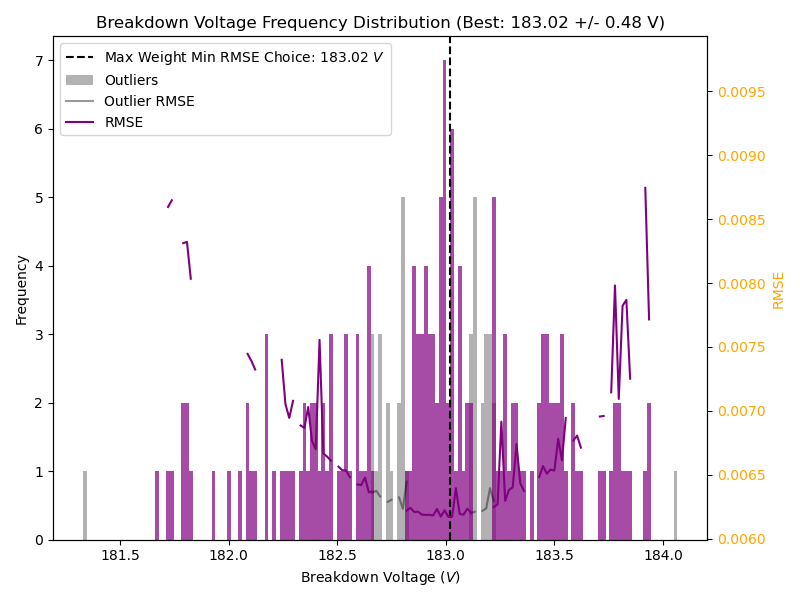 Breakdown Voltage Frequency Distribution (Best: 183.02 +/- 0.48 V)
Max Weight Min RMSE Choice: 183.02 V
Outliers
Outlier RMSE
RMSE
7
6
5
4
3
2
1
0
Frequency
0.0095
0.0090
0.0085
0.0080
0.0075
0.0070
0.0065
0.0060
RMSE
181.5 182.0 182.5 183.0 183.5 184.0
Breakdown Voltage (V)